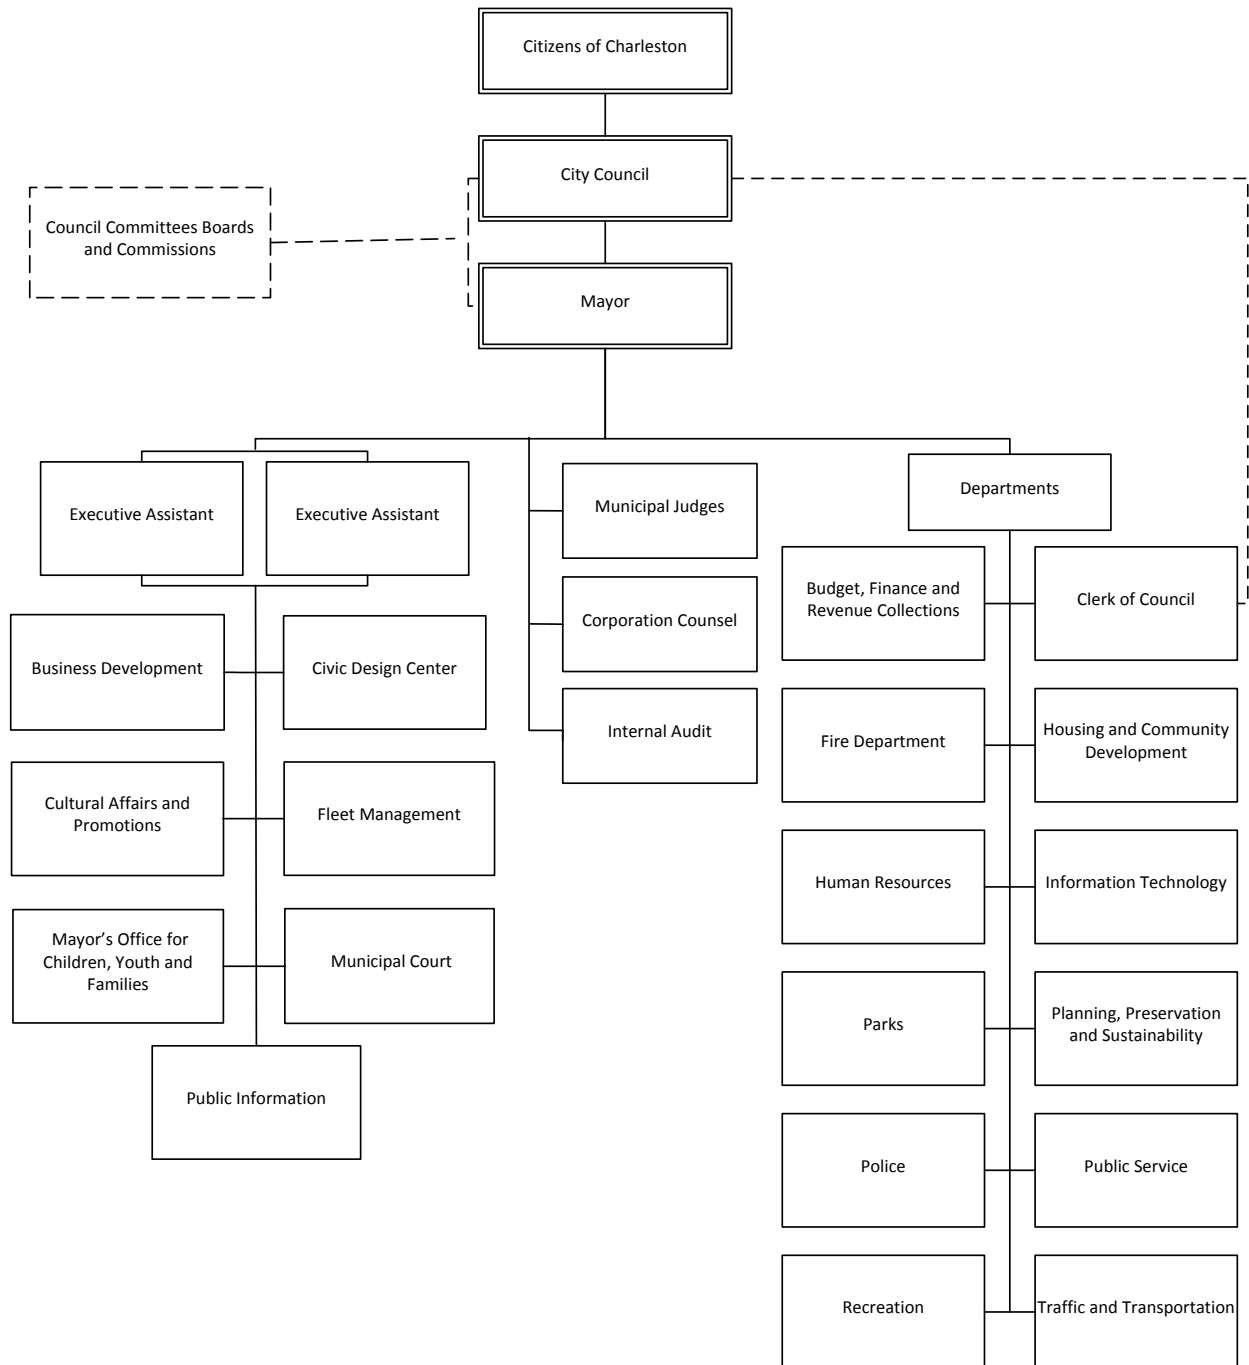 Citizens of Charleston
City Council
Council Committees Boards
and Commissions
Mayor
Executive Assistant
Executive Assistant
Municipal Judges
Departments
Corporation Counsel
Internal Audit
Business Development
Civic Design Center
Cultural Affairs and
Promotions
Fleet Management
Mayor’s Office for
Children, Youth and
Families
Municipal Court
Public Information
Budget, Finance and
Revenue Collections
Clerk of Council
Fire Department
Housing and Community
Development
Human Resources
Information Technology
Parks
Planning, Preservation
and Sustainability
Police
Public Service
Recreation
Traffic and Transportation